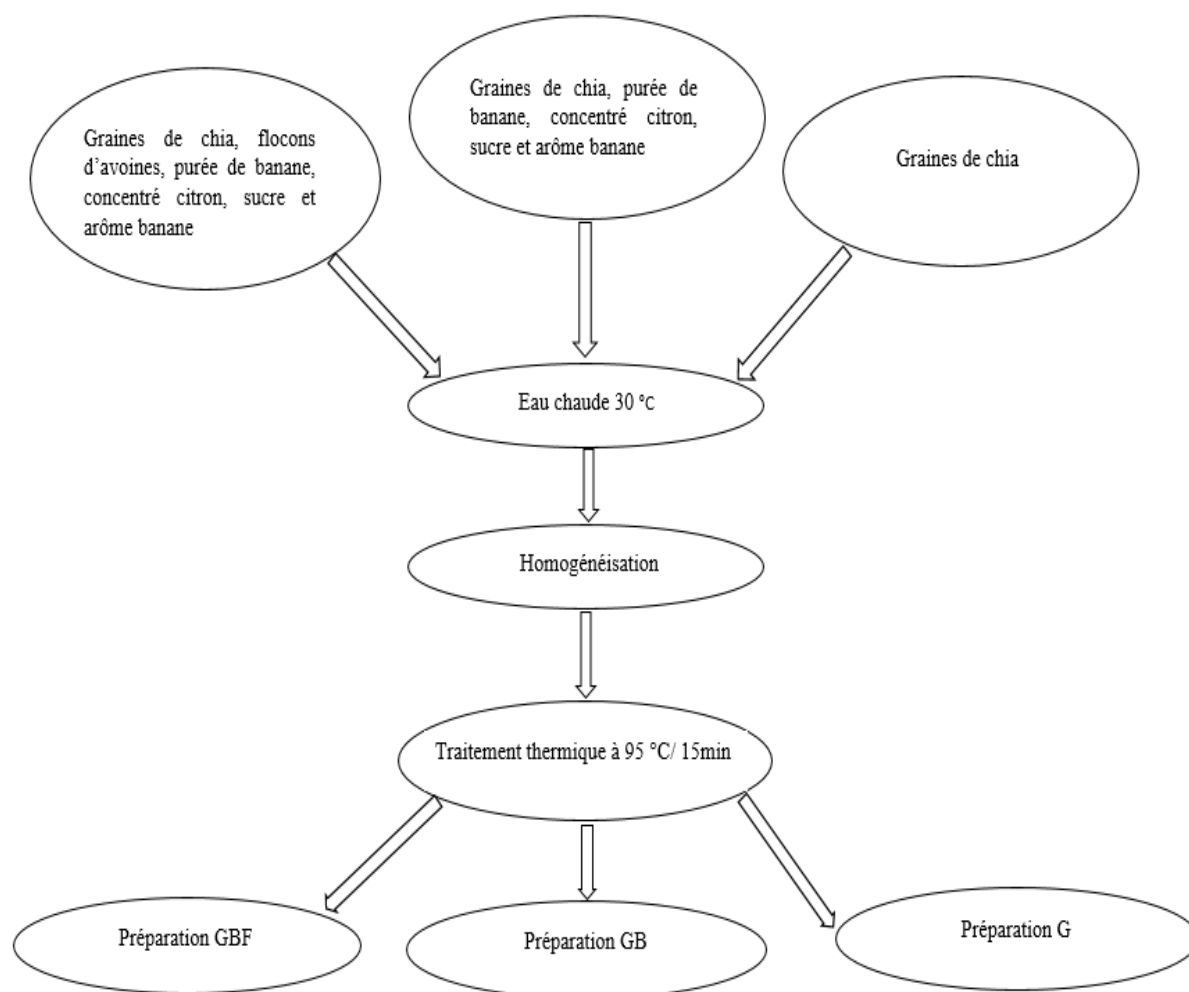 Graines de chia, flocons
d’avoines, purée de banane,
concentré citron, sucre et
arôme banane
Graines de chia, purée de
banane, concentré citron,
sucre et arôme banane
Graines de chia
Eau chaude 30 °C
Homogénéisation
Traitement thermique à 95 °C/ 15min
Préparation GBF
Préparation GB
Préparation G